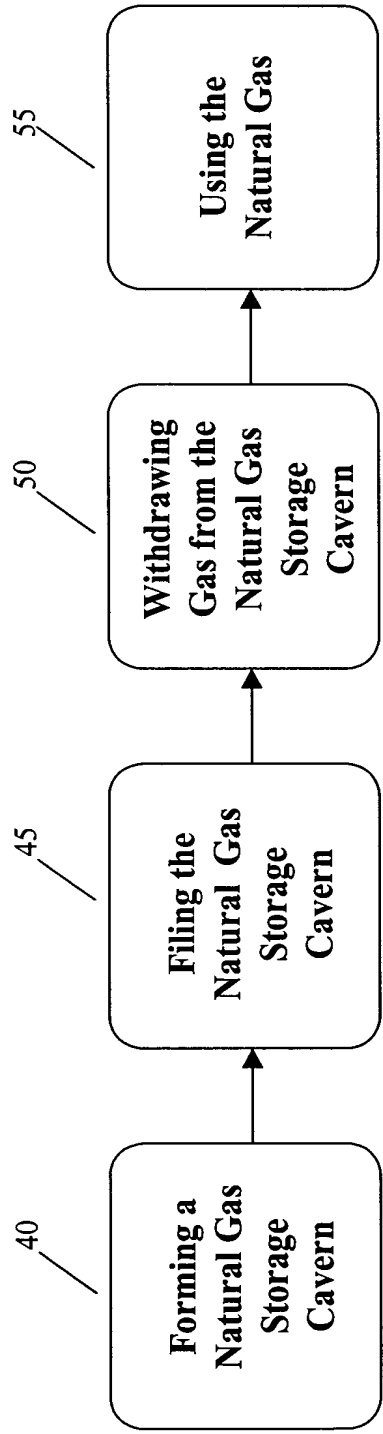 40
Forming a
Natural Gas
Storage
Cavern
45
Filing the
Natural Gas
Storage
Cavern
50
Withdrawing
Gas from the
Natural Gas
Storage
Cavern
55
Using the
Natural Gas